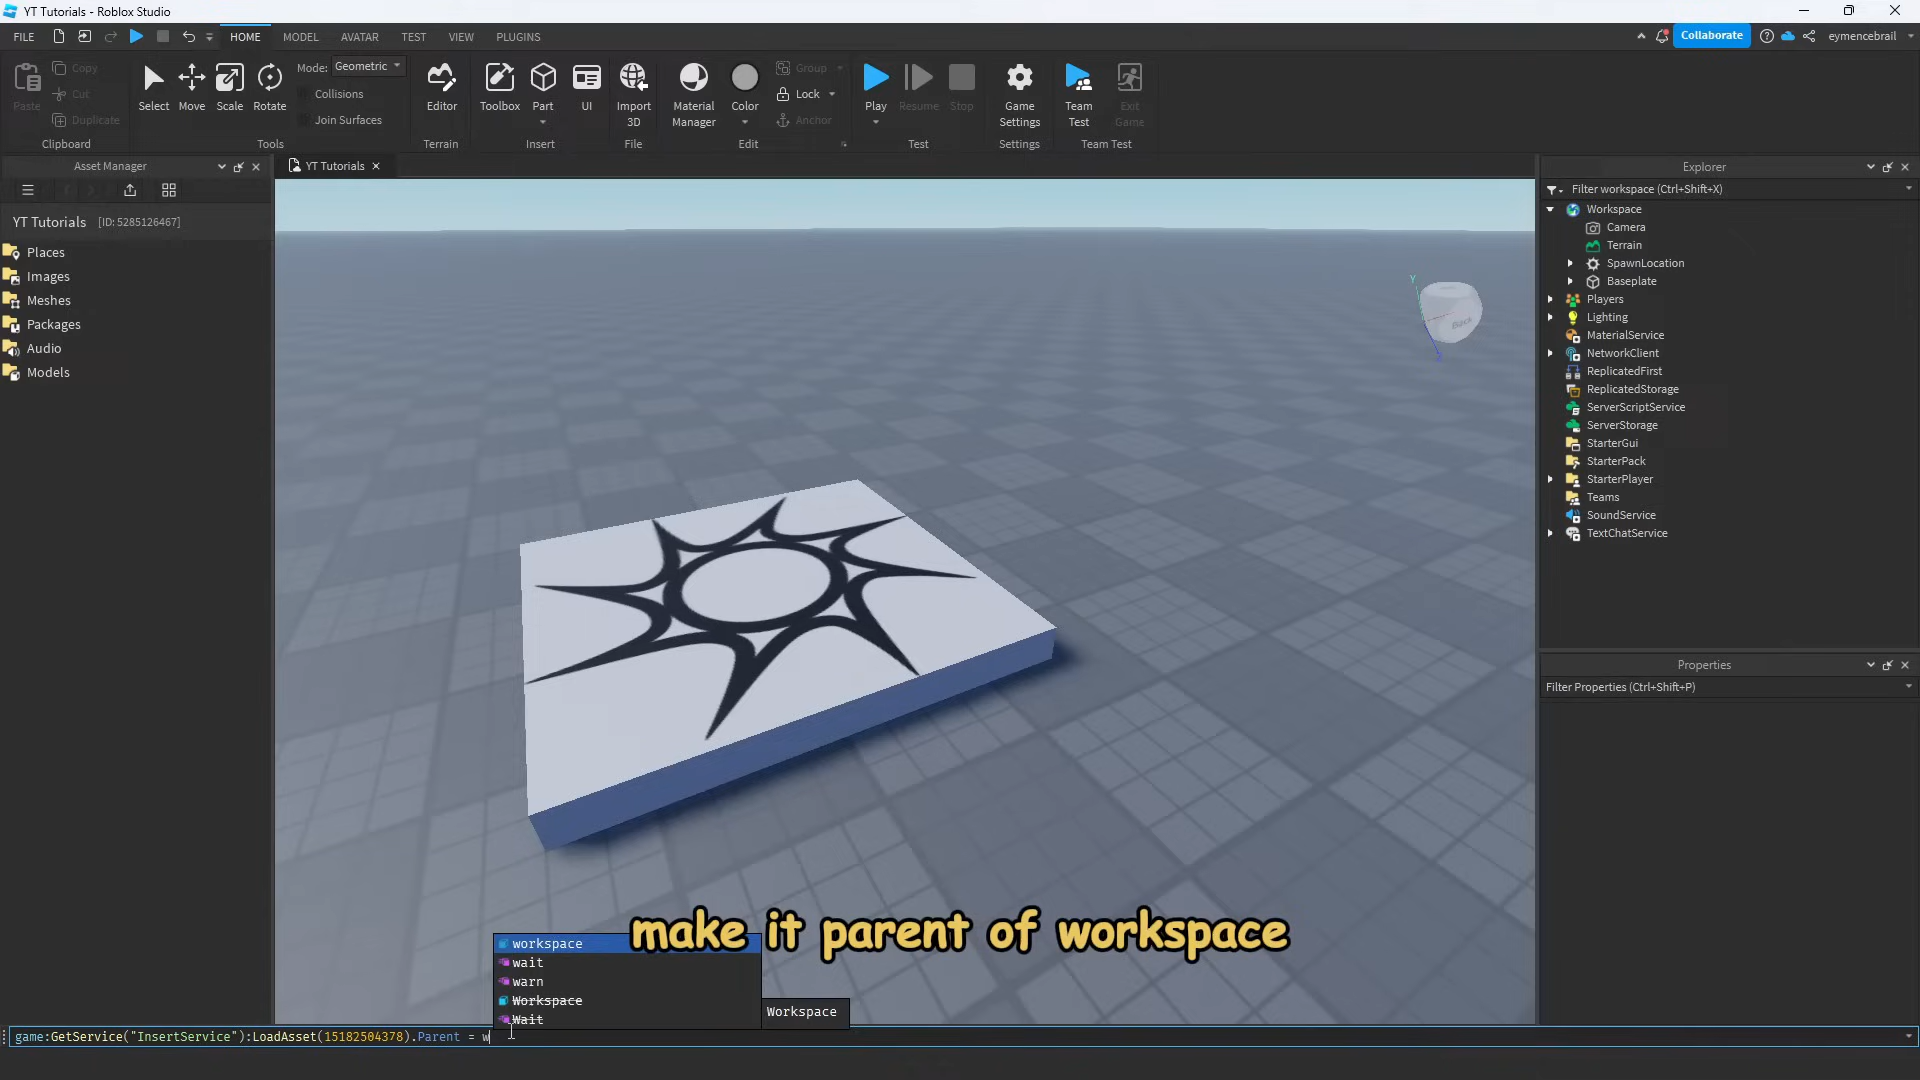 YT Tutorials - Roblox Studio
FILE HOME MODEL AVATAR TEST VIEW PLUGINS Collaborate eymencebrail
Paste Copy Cut Duplicate Clipboard
Select Move Scale Rotate Mode: Geometric Collisions Join Surfaces Tools
Editor Terrain
Toolbox Part UI Insert
Import 3D File
Material Manager Color Group Lock Anchor Edit
Play Resume Stop Test
Game Settings Settings
Team Test Exit Game Team Test
Asset Manager
YT Tutorials [ID: 5285126467]
Places
Images
Meshes
Packages
Audio
Models
YT Tutorials
Y
Back
Explorer
Filter workspace (Ctrl+Shift+X)
Workspace
Camera
Terrain
SpawnLocation
Baseplate
Players
Lighting
MaterialService
NetworkClient
ReplicatedFirst
ReplicatedStorage
ServerScriptService
ServerStorage
StarterGui
StarterPack
StarterPlayer
Teams
SoundService
TextChatService
Properties
Filter Properties (Ctrl+Shift+P)
make it parent of workspace
workspace
wait
warn
Workspace
Wait
Workspace
game:GetService("InsertService"):LoadAsset(15182504378).Parent = w